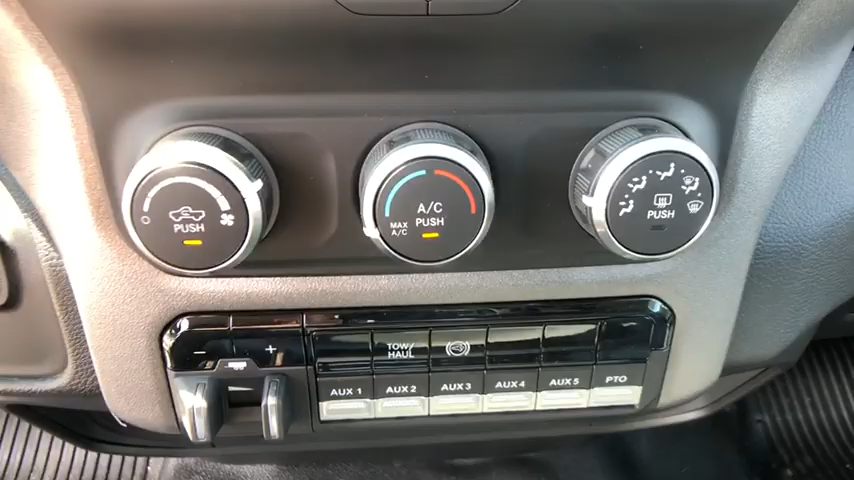 PUSH
A/C
PUSH
MAX
A/C
PUSH
- +
TOW/
HAUL
AUX 1 AUX 2 AUX 3 AUX 4 AUX 5 PTO